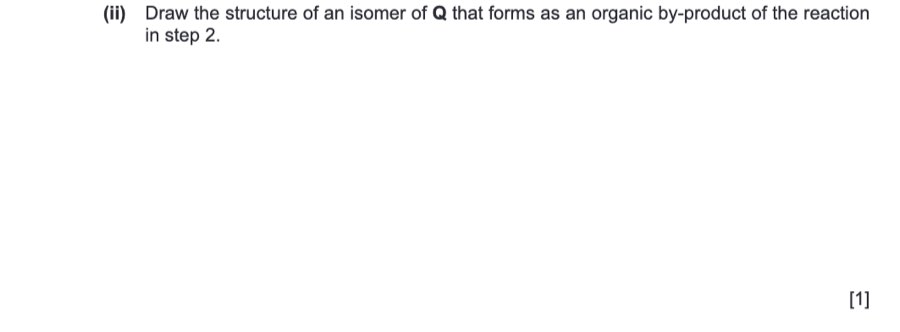 (ii) Draw the structure of an isomer of Q that forms as an organic by-product of the reaction
in step 2.
[1]